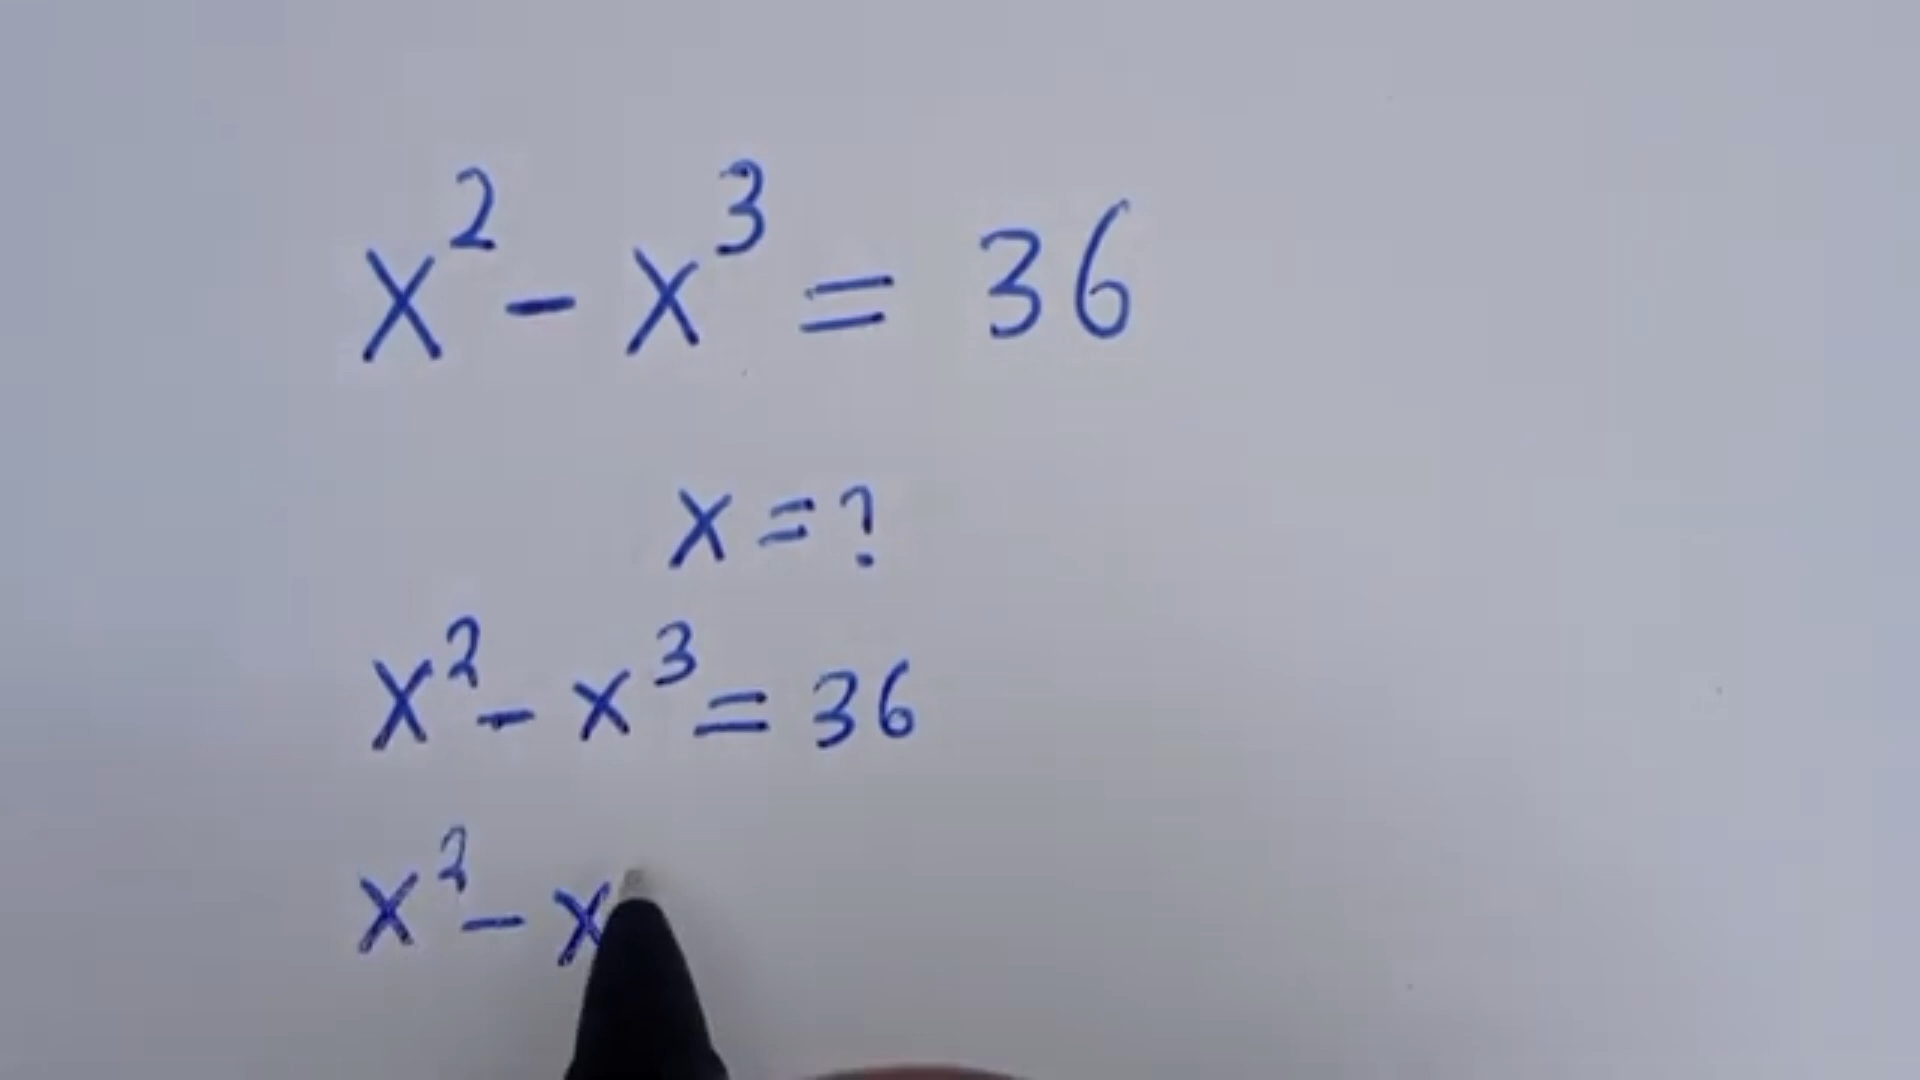 x² - x³ = 36
x = ?
x² - x³ = 36
x² - x